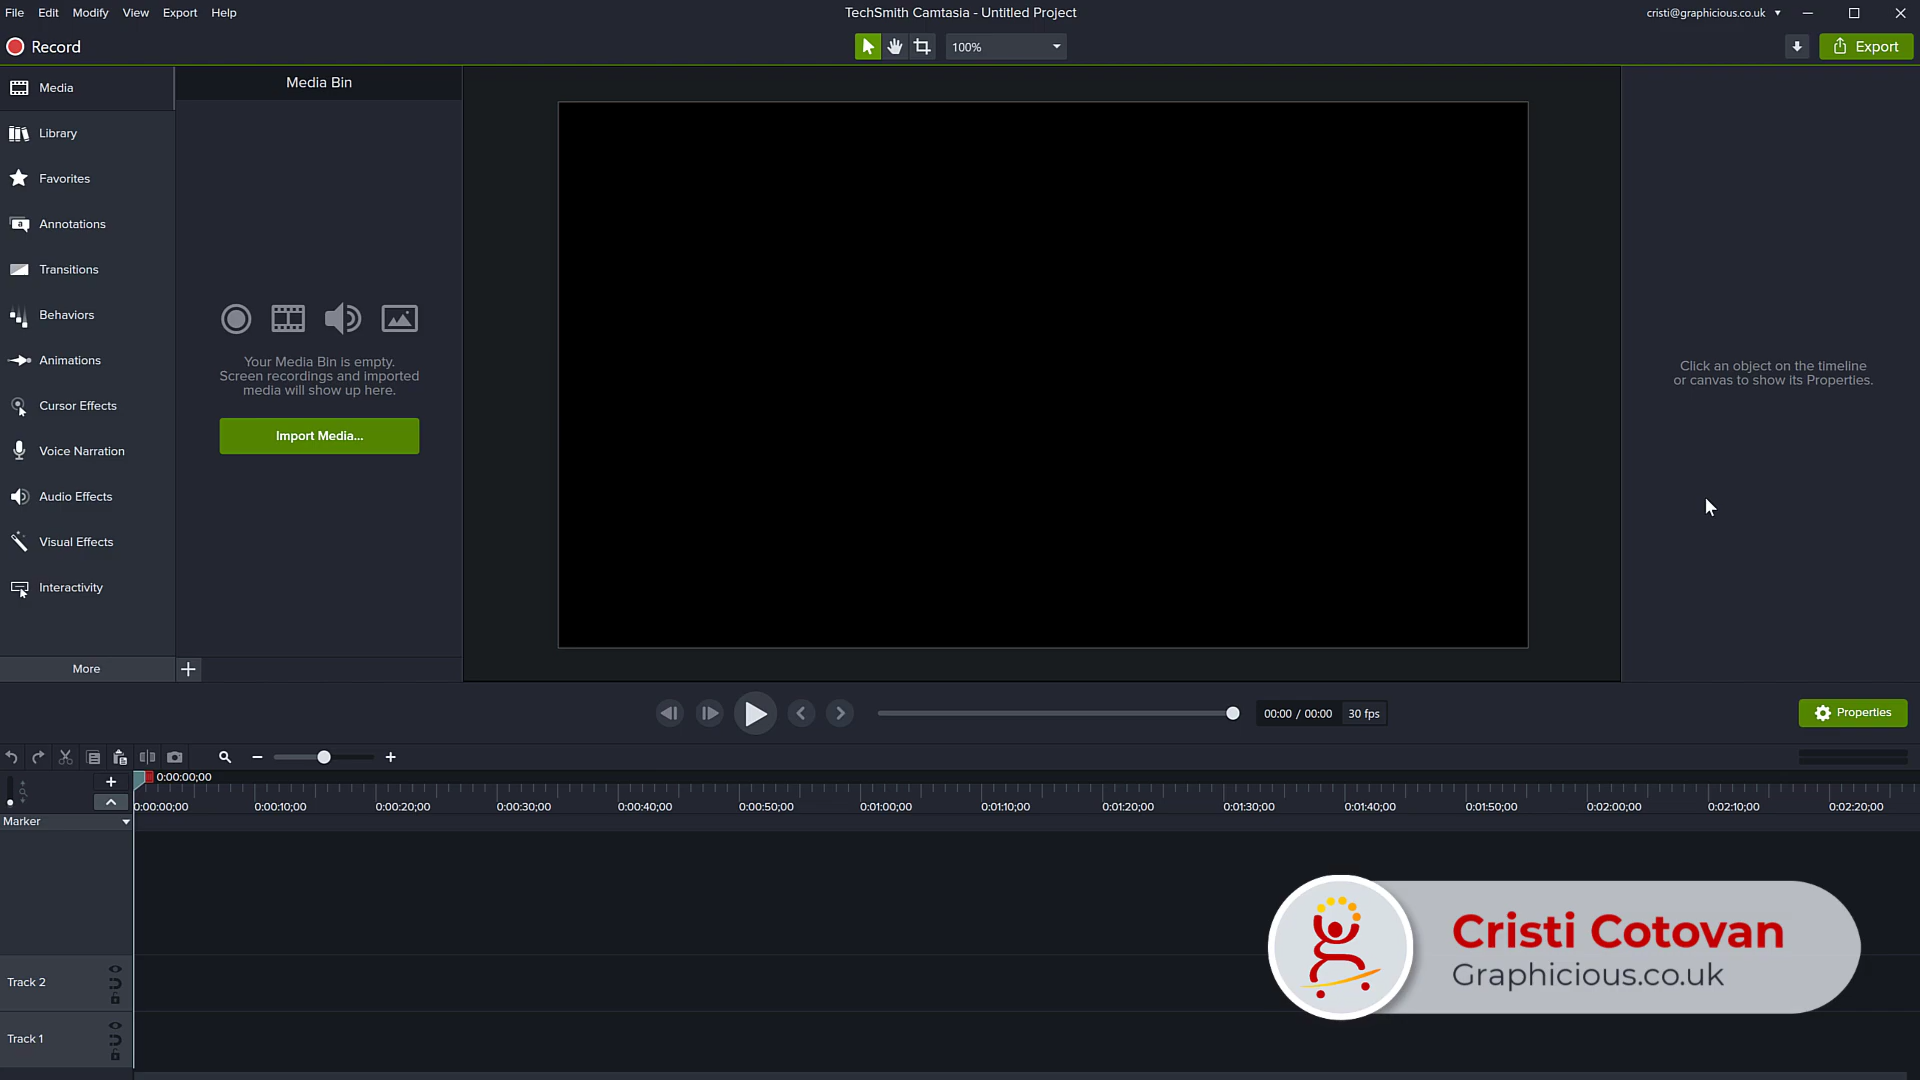 File Edit Modify View Export Help
TechSmith Camtasia - Untitled Project
cristi@graphicious.co.uk
Record
100%
Export
Media
Library
Favorites
Annotations
Transitions
Behaviors
Animations
Cursor Effects
Voice Narration
Audio Effects
Visual Effects
Interactivity
More
Media Bin
Your Media Bin is empty.
Screen recordings and imported
media will show up here.
Import Media...
Click an object on the timeline
or canvas to show its Properties.
00:00 / 00:00 30 fps
Properties
0:00:00;00
0:00:00;00 0:00:10;00 0:00:20;00 0:00:30;00 0:00:40;00 0:00:50;00 0:01:00;00 0:01:10;00 0:01:20;00 0:01:30;00 0:01:40;00 0:01:50;00 0:02:00;00 0:02:10;00 0:02:20;00
Marker
Track 2
Track 1
Cristi Cotovan
Graphicious.co.uk